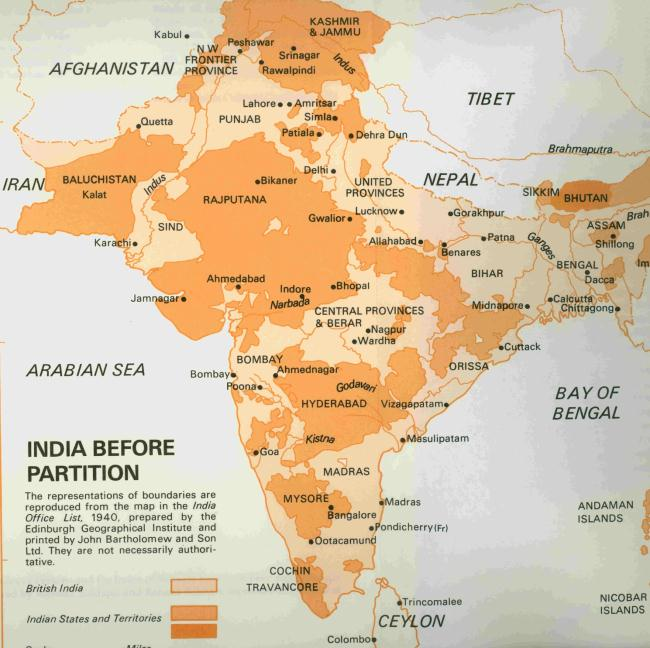 KASHMIR
& JAMMU
Kabul
Peshawar
N W
FRONTIER
PROVINCE
Srinagar
Indus
Rawalpindi
AFGHANISTAN
TIBET
Lahore
Amritsar
Simla
Quetta
PUNJAB
Patiala
Dehra Dun
Brahmaputra
Delhi
IRAN
BALUCHISTAN
Kalat
Indus
Bikaner
RAJPUTANA
UNITED
PROVINCES
NEPAL
SIKKIM
BHUTAN
Gwalior
Lucknow
Gorakhpur
ASSAM
Brah
Shillong
SIND
Karachi
Allahabad
Benares
Patna
Ganges
BIHAR
BENGAL
Dacca
Im
Ahmedabad
Indore
Bhopal
Jamnagar
Narbada
Midnapore
Calcutta
Chittagong
CENTRAL PROVINCES
& BERAR
Nagpur
Wardha
Cuttack
ORISSA
BOMBAY
Bombay
Ahmednagar
Poona
ARABIAN SEA
Godavari
HYDERABAD
Vizagapatam
BAY OF
BENGAL
Kistna
Masulipatam
Goa
INDIA BEFORE
PARTITION
MADRAS
The representations of boundaries are
reproduced from the map in the India
Office List, 1940, prepared by the
Edinburgh Geographical Institute and
printed by John Bartholomew and Son
Ltd. They are not necessarily authori-
tative.
MYSORE
Bangalore
Madras
Pondicherry(Fr)
Ootacamund
ANDAMAN
ISLANDS
COCHIN
TRAVANCORE
British India
Indian States and Territories
Trincomalee
CEYLON
Colombo
NICOBAR
ISLANDS
Miles